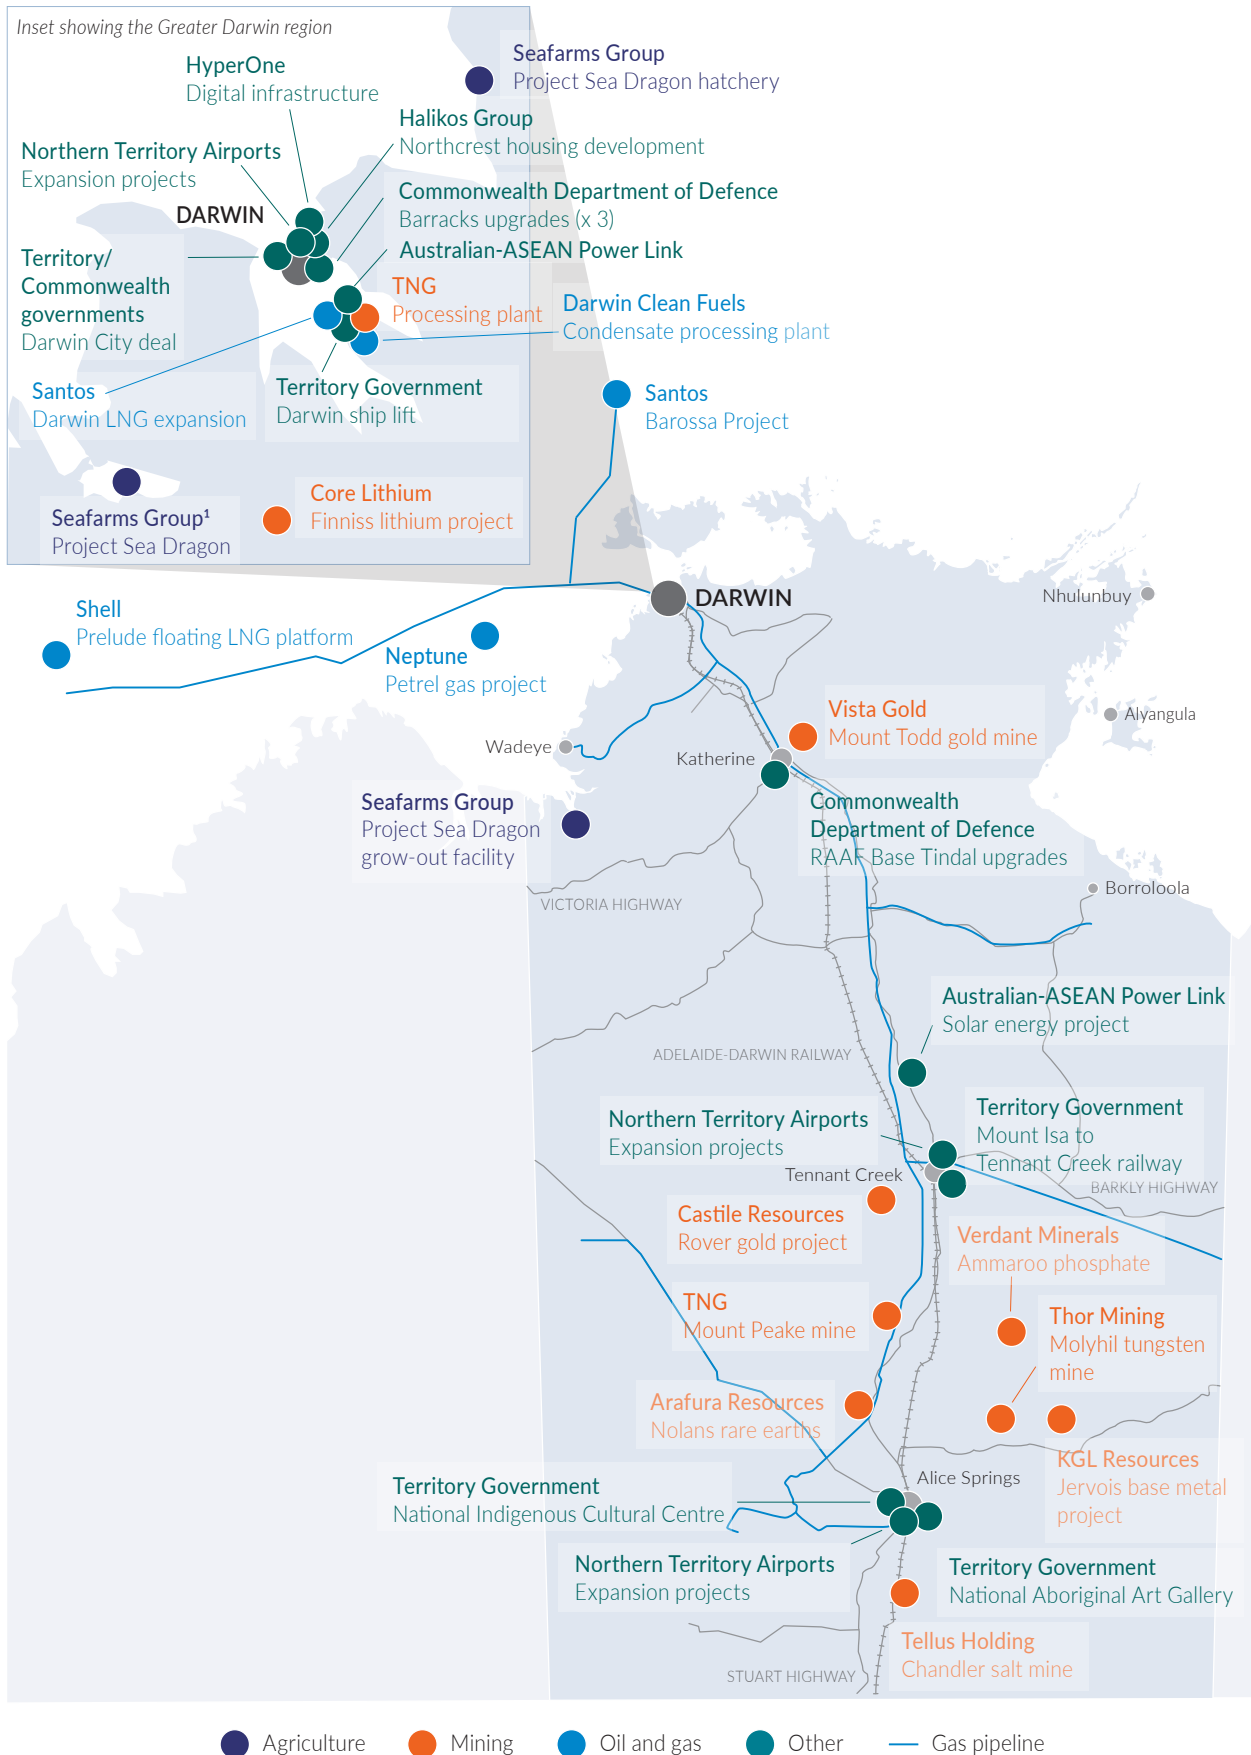 Inset showing the Greater Darwin region
Seafarms Group
Project Sea Dragon hatchery
HyperOne
Digital infrastructure
Halikos Group
Northcrest housing development
Northern Territory Airports
Expansion projects
Commonwealth Department of Defence
Barracks upgrades (x 3)
DARWIN
Australian-ASEAN Power Link
Territory/
Commonwealth
governments
Darwin City deal
TNG
Processing plant
Darwin Clean Fuels
Condensate processing plant
Santos
Darwin LNG expansion
Territory Government
Darwin ship lift
Santos
Barossa Project
Core Lithium
Finniss lithium project
Seafarms Group¹
Project Sea Dragon
DARWIN
Nhulunbuy
Shell
Prelude floating LNG platform
Neptune
Petrel gas project
Vista Gold
Mount Todd gold mine
Alyangula
Wadeye
Katherine
Seafarms Group
Project Sea Dragon
grow-out facility
Commonwealth
Department of Defence
RAAF Base Tindal upgrades
Borroloola
VICTORIA HIGHWAY
Australian-ASEAN Power Link
Solar energy project
ADELAIDE-DARWIN RAILWAY
Northern Territory Airports
Expansion projects
Territory Government
Mount Isa to
Tennant Creek railway
Tennant Creek
BARKLY HIGHWAY
Castile Resources
Rover gold project
Verdant Minerals
Ammaroo phosphate
TNG
Mount Peake mine
Thor Mining
Molyhil tungsten
mine
Arafura Resources
Nolans rare earths
KGL Resources
Jervois base metal
project
Alice Springs
Territory Government
National Indigenous Cultural Centre
Northern Territory Airports
Expansion projects
Territory Government
National Aboriginal Art Gallery
Tellus Holding
Chandler salt mine
STUART HIGHWAY
Agriculture
Mining
Oil and gas
Other
Gas pipeline